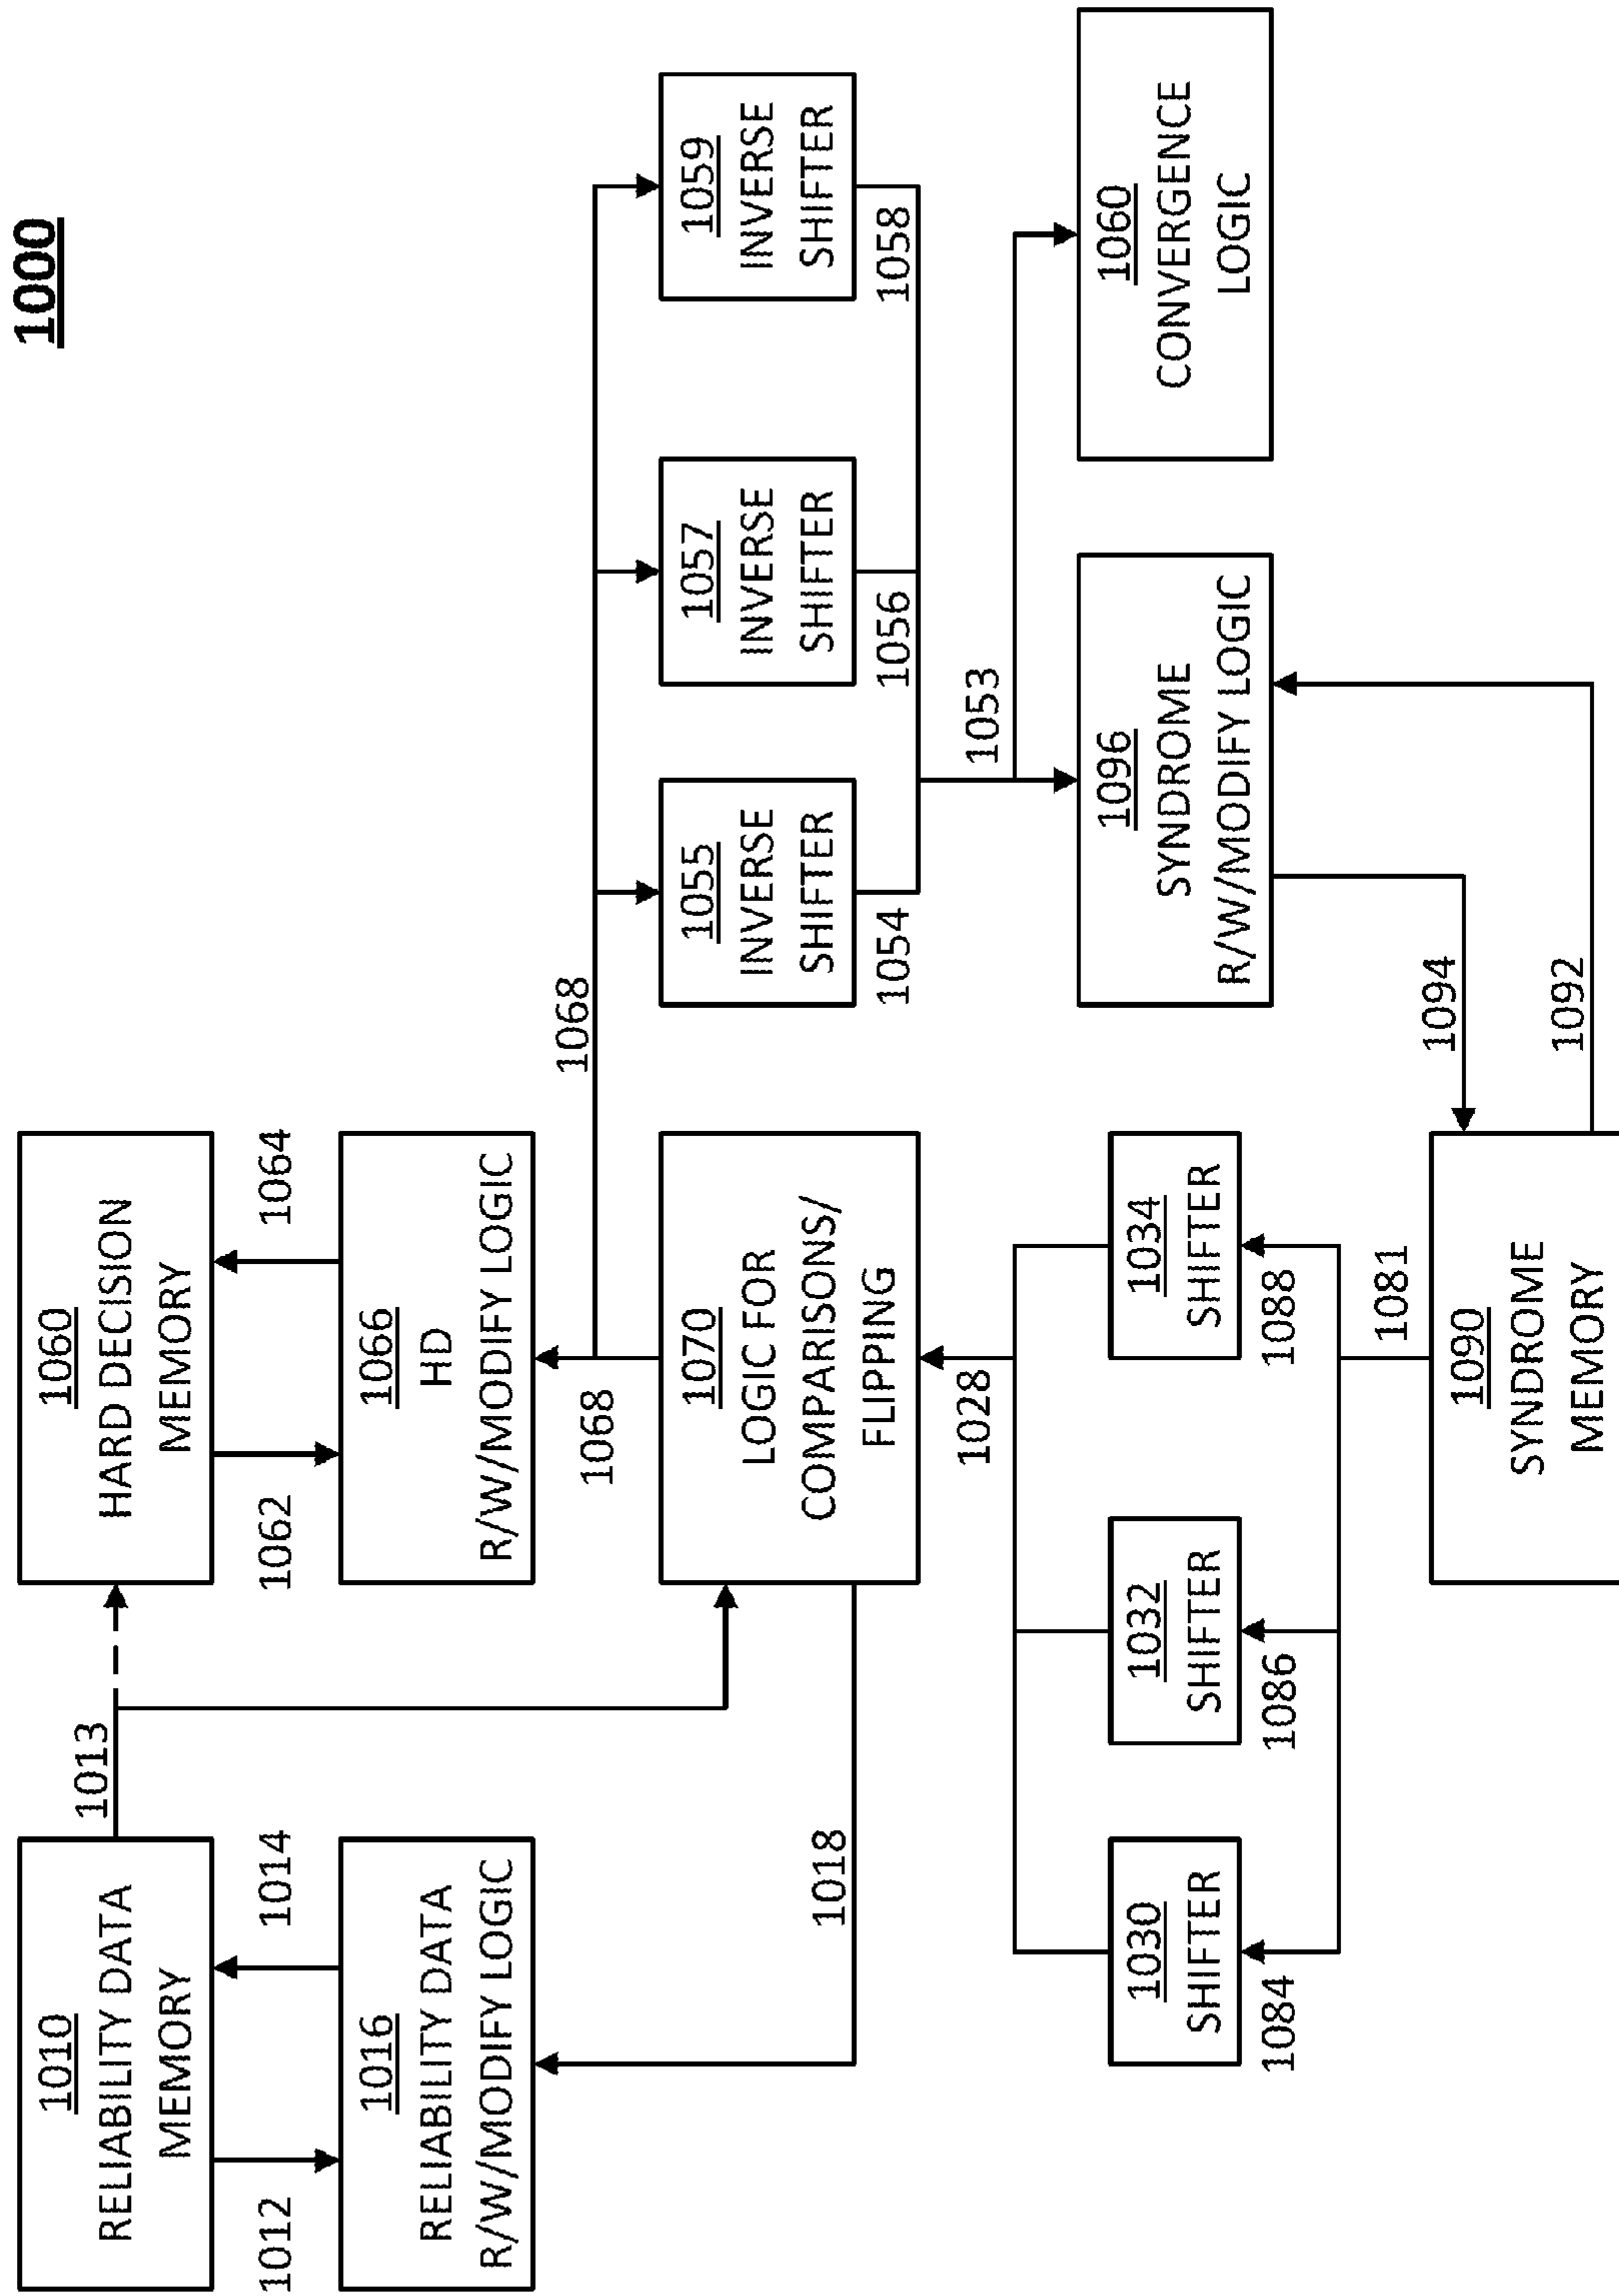 1000
1010
RELIABILITY DATA
MEMORY
1013
1060
HARD DECISION
MEMORY
1012
1014
1062
1064
1016
RELIABILITY DATA
R/W/MODIFY LOGIC
1066
HD
R/W/MODIFY LOGIC
1068
1068
1018
1070
LOGIC FOR
COMPARISONS/
FLIPPING
1055
INVERSE
SHIFTER
1057
INVERSE
SHIFTER
1059
INVERSE
SHIFTER
1054
1056
1058
1028
1053
1030
SHIFTER
1032
SHIFTER
1034
SHIFTER
1096
SYNDROME
R/W/MODIFY LOGIC
1060
CONVERGENCE
LOGIC
1084
1086
1088
1081
1094
1092
1090
SYNDROME
MEMORY